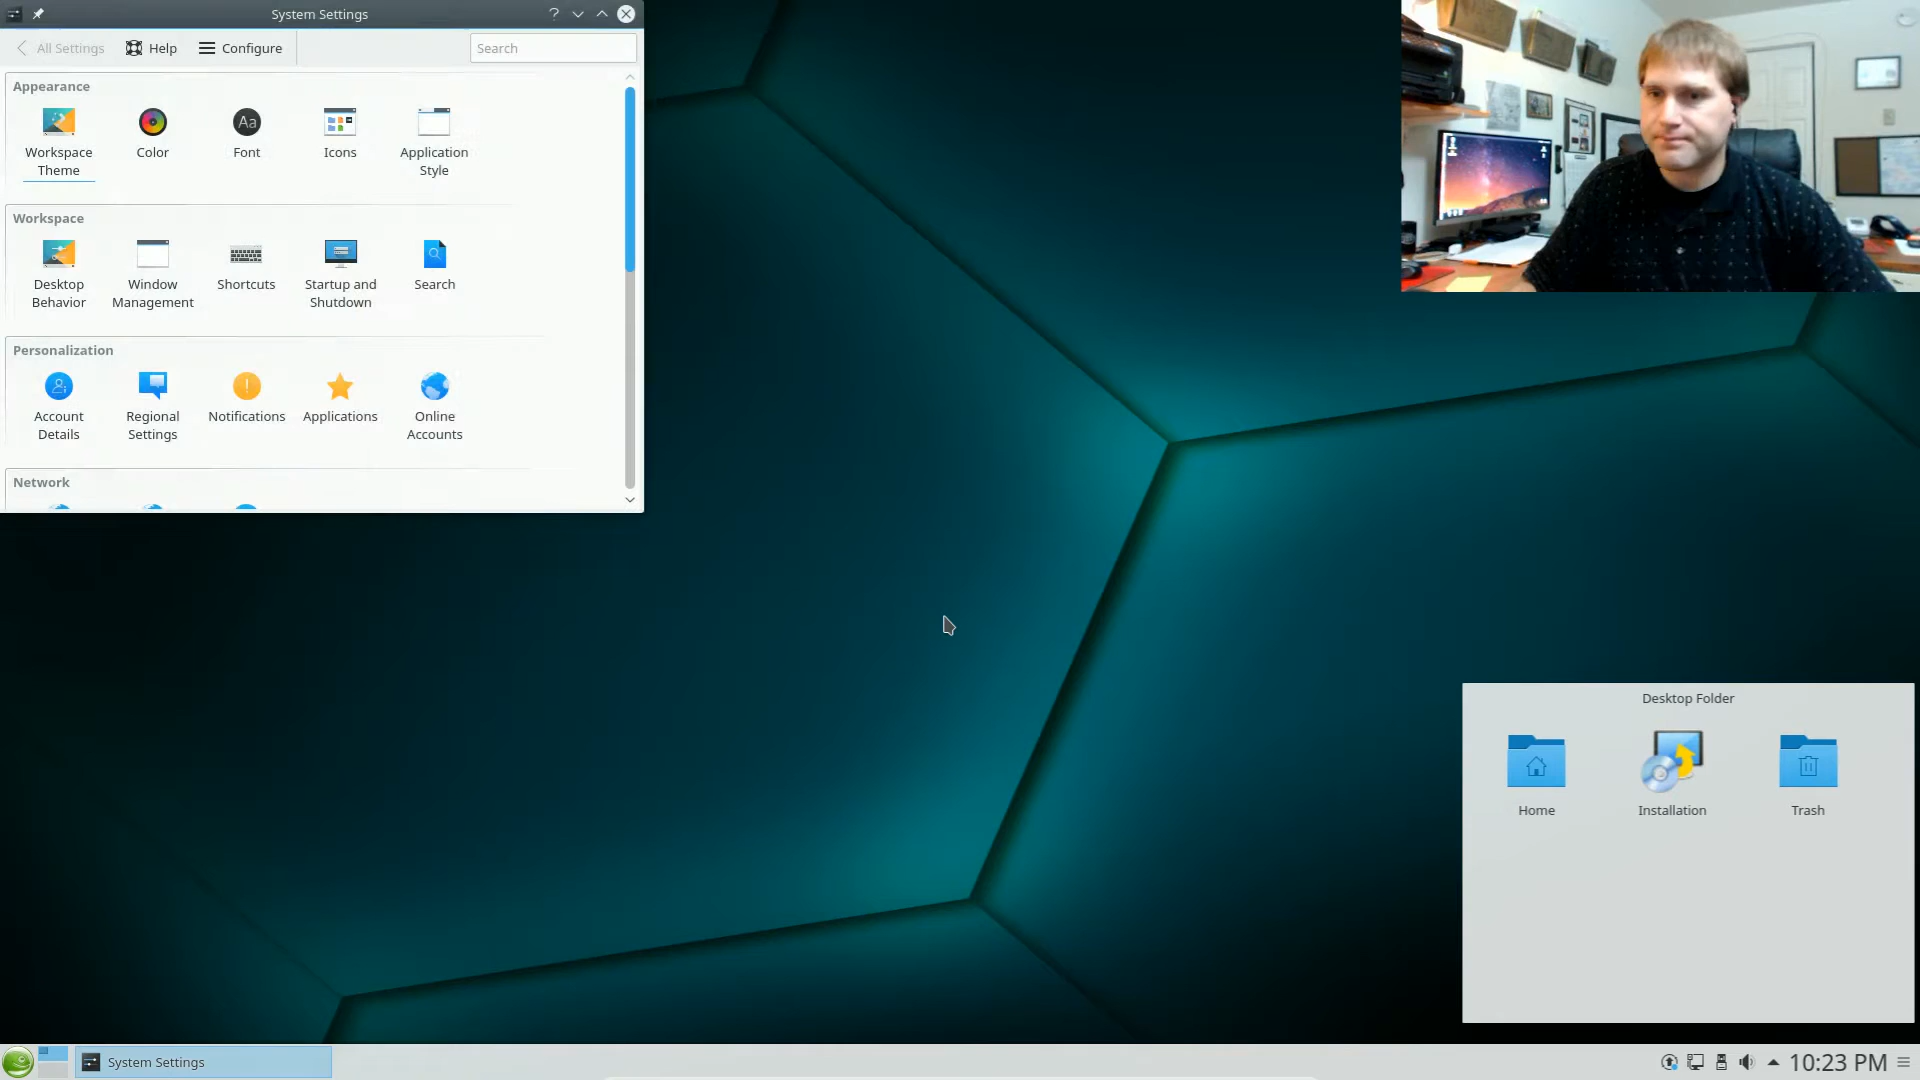 System Settings
All Settings
Help
Configure
Search
Appearance
Workspace
Theme
Color
Aa
Font
Icons
Application
Style
Workspace
Desktop
Behavior
Window
Management
Shortcuts
Startup and
Shutdown
Search
Personalization
Account
Details
Regional
Settings
Notifications
Applications
Online
Accounts
Network
Desktop Folder
Home
Installation
Trash
System Settings
10:23 PM